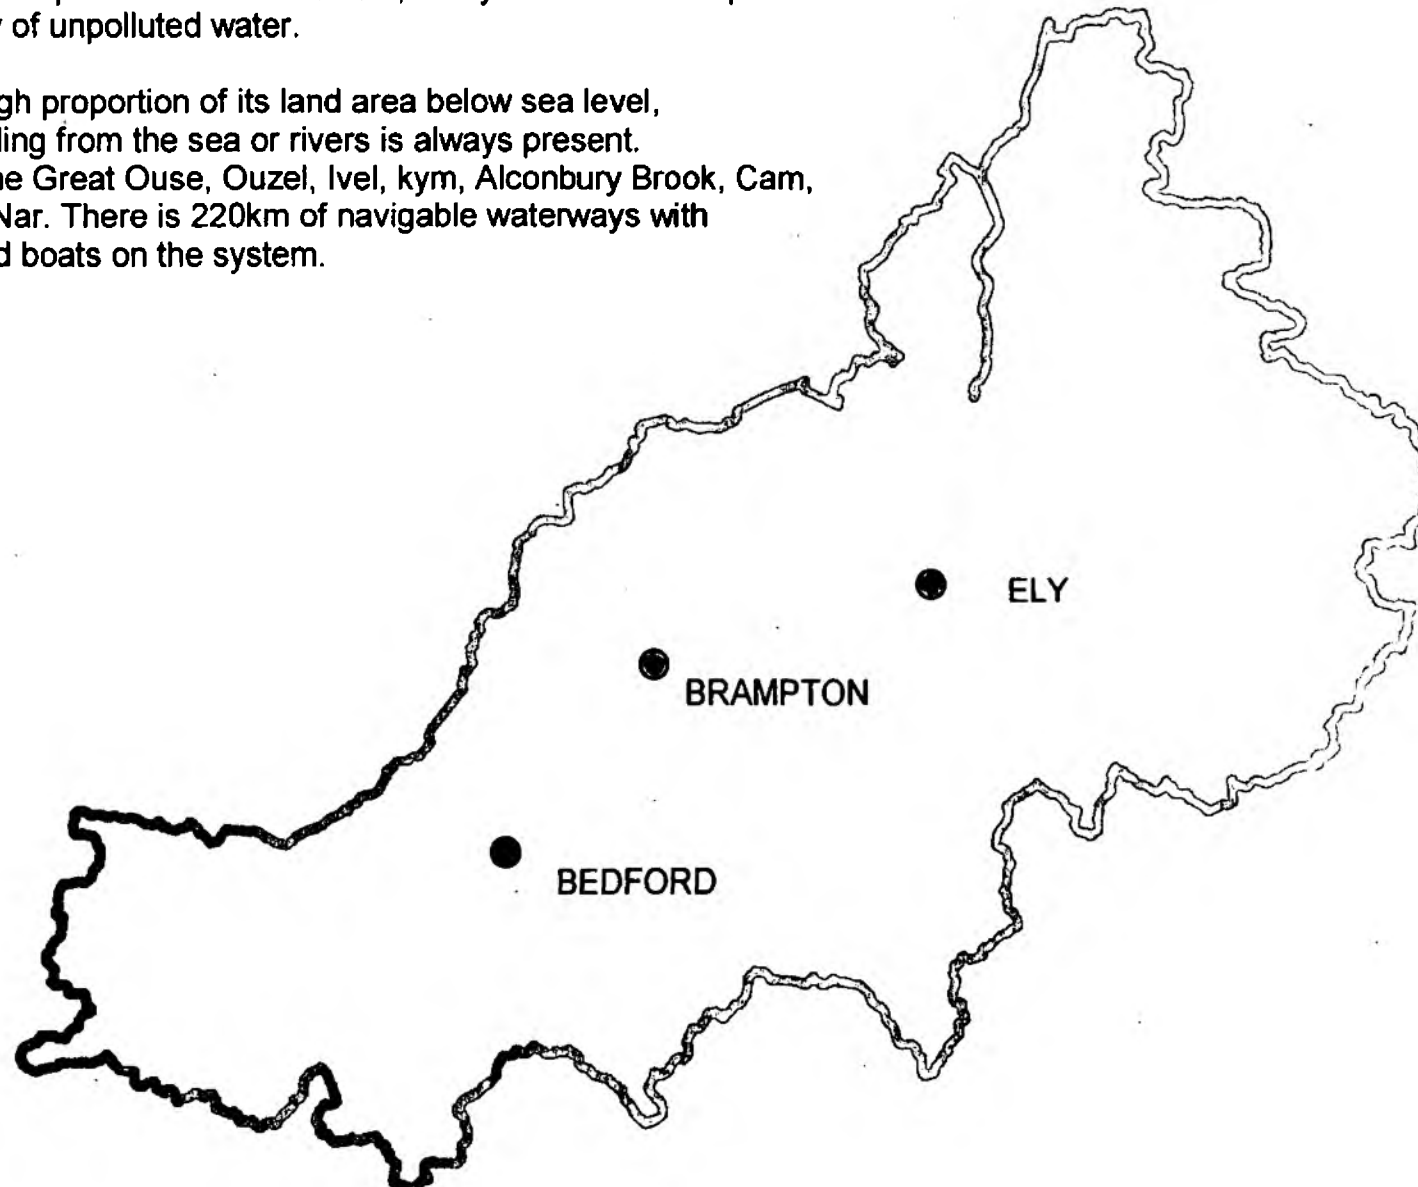 y of unpolluted water.
gh proportion of its land area below sea level,
ling from the sea or rivers is always present.
ne Great Ouse, Ouzel, Ivel, kym, Alconbury Brook, Cam,
Nar. There is 220km of navigable waterways with
d boats on the system.
ELY
BRAMPTON
BEDFORD